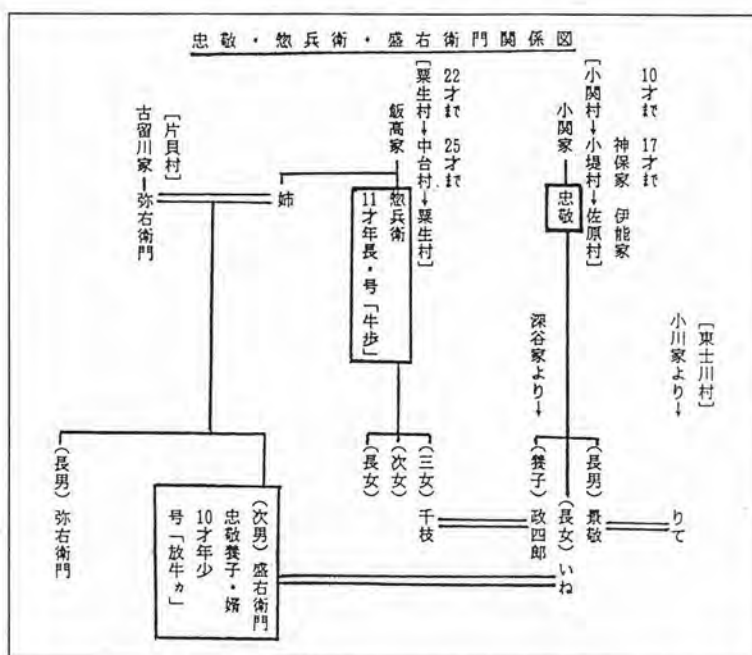 忠敬・惣兵衛・盛右衛門関係図
10才まで 17才まで
神保家 伊能家
[小関村→小堤村→佐原村]
小関家
忠敬
22才まで 25才まで
[粟生村→中台村→粟生村]
飯高家
惣兵衛
11才年長・号「牛歩」
姉
[片貝村]
古留川家
弥右衛門
[東士川村]
小川家より→
深谷家より→
りて
(長男)景敬
(長女)いね
(養子)政四郎
(三女)千枝
(次女)
(長女)
(次男)盛右衛門
忠敬養子・婿
10才年少
号「放牛ヵ」
(長男)弥右衛門